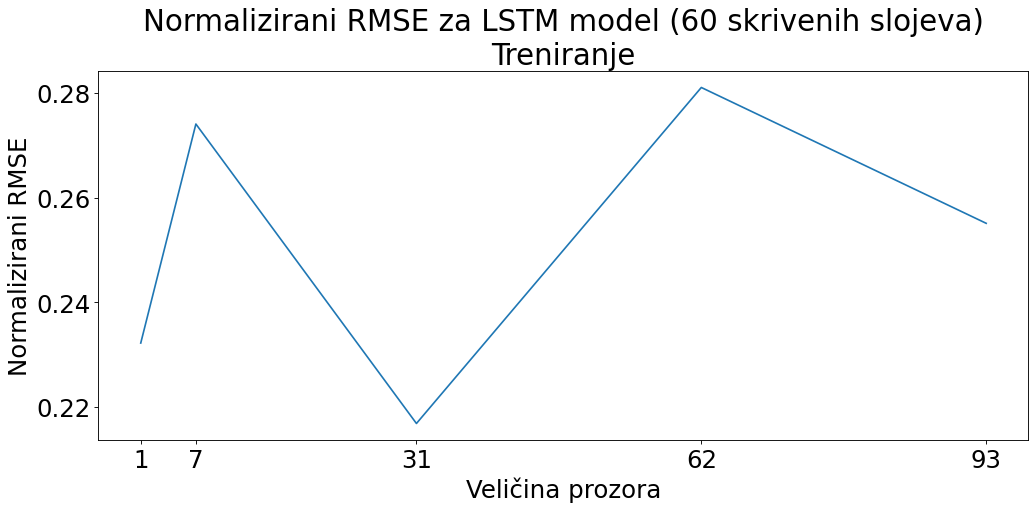 Normalizirani RMSE za LSTM model (60 skrivenih slojeva)
Treniranje
Normalizirani RMSE
0.28
0.26
0.24
0.22
1 7 31 62 93
Veličina prozora